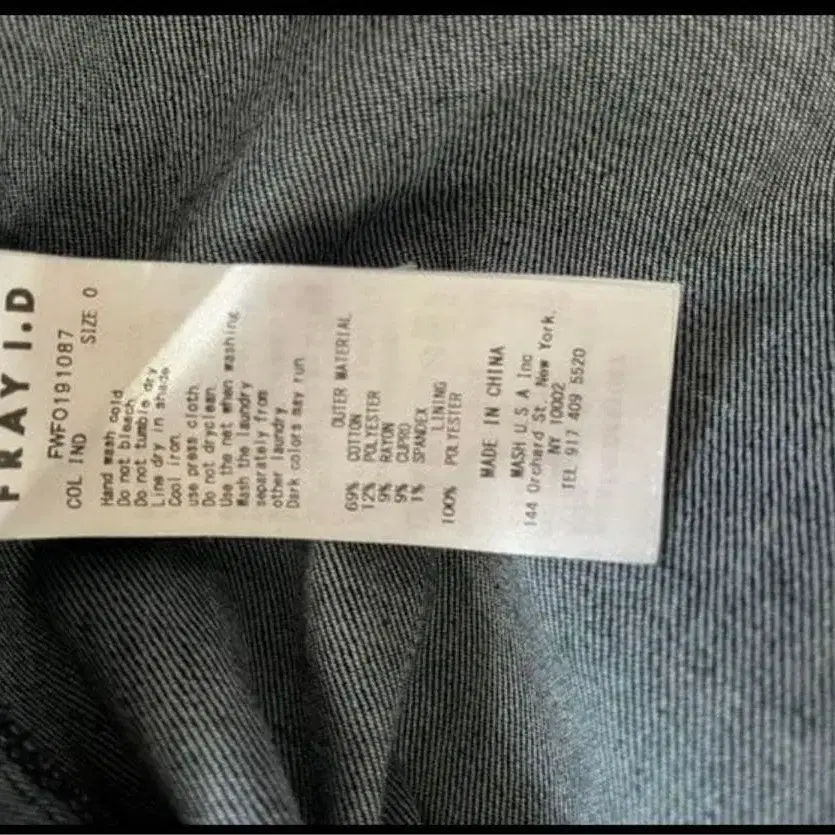 FRAY I.D
FWFO191087
COL IND SIZE 0
Hand wash cold.
Do not bleach.
Do not tumble dry.
Line dry in shade.
Cool iron.
use press cloth.
Do not dryclean.
Use the net when washing.
Wash the laundry
separately from
other laundry.
Dark colors may run.
OUTER MATERIAL
69% COTTON
12% POLYESTER
9% RAYON
9% CUPRO
1% SPANDEX
LINING
100% POLYESTER
MADE IN CHINA
MASH U.S A Inc
144 Orchard St, New York,
NY 10002
TEL 917 409 5520